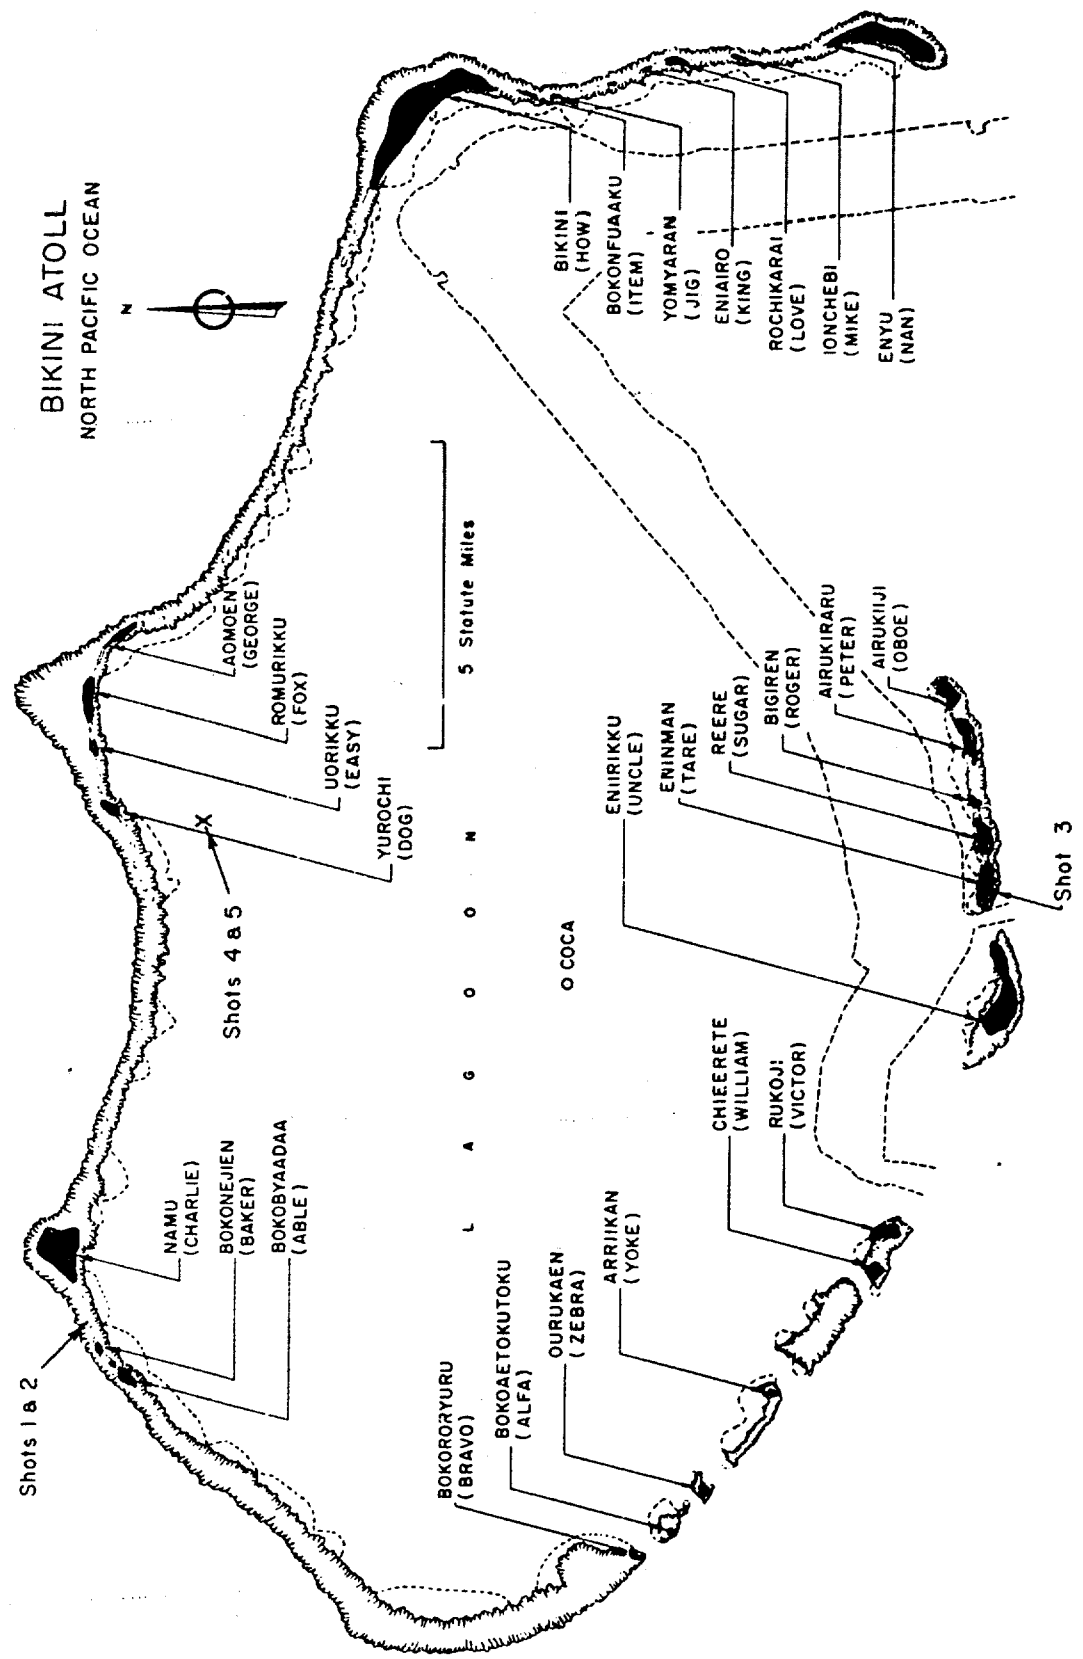 BIKINI ATOLL
NORTH PACIFIC OCEAN
N
Shots 1 & 2
NAMU
(CHARLIE)
BOKONEJIEN
(BAKER)
BOKOBYAADAA
(ABLE)
Shots 4 & 5
X
YUROCHI
(DOG)
UORIKKU
(EASY)
ROMURIKKU
(FOX)
AOMOEN
(GEORGE)
5 Statute Miles
LAGOON
COCA
BIKINI
(HOW)
BOKONFUAAKU
(ITEM)
YOMYARAN
(JIG)
ENIAIRO
(KING)
ROCHIKARAI
(LOVE)
IONCHEBI
(MIKE)
ENYU
(NAN)
BOKORORYURU
(BRAVO)
BOKOAETOKUTOKU
(ALFA)
OURUKAEN
(ZEBRA)
ARRIIKAN
(YOKE)
CHIEERETE
(WILLIAM)
RUKOJI
(VICTOR)
ENIIRIKKU
(UNCLE)
ENINMAN
(TARE)
REERE
(SUGAR)
BIGIREN
(ROGER)
AIRUKIRARU
(PETER)
AIRUKIIJI
(OBOE)
Shot 3